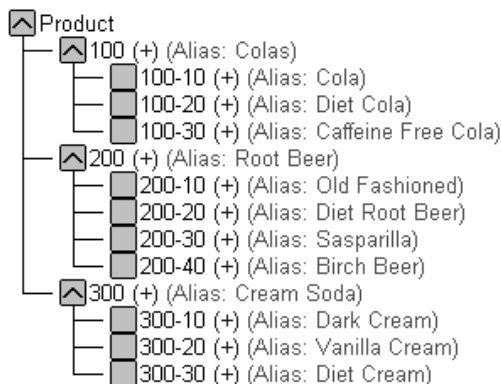 Product
100 (+) (Alias: Colas)
100-10 (+) (Alias: Cola)
100-20 (+) (Alias: Diet Cola)
100-30 (+) (Alias: Caffeine Free Cola)
200 (+) (Alias: Root Beer)
200-10 (+) (Alias: Old Fashioned)
200-20 (+) (Alias: Diet Root Beer)
200-30 (+) (Alias: Sasparilla)
200-40 (+) (Alias: Birch Beer)
300 (+) (Alias: Cream Soda)
300-10 (+) (Alias: Dark Cream)
300-20 (+) (Alias: Vanilla Cream)
300-30 (+) (Alias: Diet Cream)